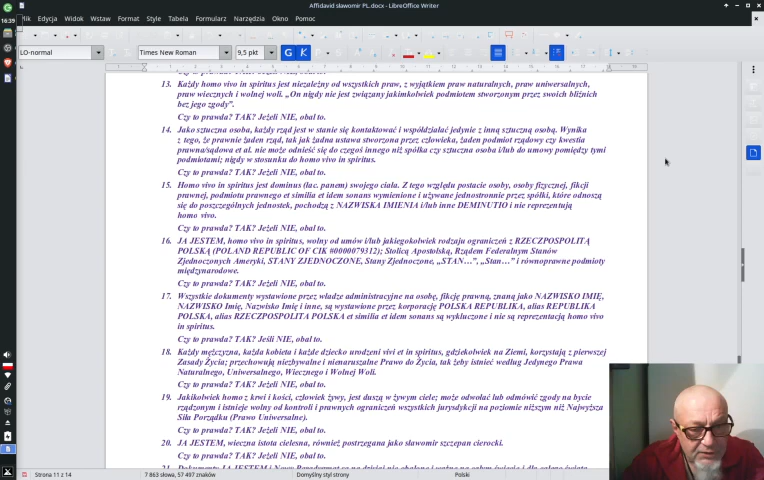 Affidavid sławomir PL.docx - LibreOffice Writer
16:39
Plik Edycja Widok Wstaw Format Style Tabela Formularz Narzędzia Okno Pomoc
LO-normal Times New Roman 9,5 pkt G K P
13. Każdy homo vivo in spiritus jest niezależny od wszystkich praw, z wyjątkiem praw naturalnych, praw uniwersalnych,
praw wiecznych i wolnej woli. „On nigdy nie jest związany jakimkolwiek podmiotem stworzonym przez swoich bliźnich
bez jego zgody”.
Czy to prawda? TAK? Jeżeli NIE, obal to.
14. Jako sztuczna osoba, każdy rząd jest w stanie się kontaktować i współdziałać jedynie z inną sztuczną osobą. Wynika
z tego, że prawnie żaden rząd, tak jak żadna ustawa stworzona przez człowieka, żaden podmiot rządowy czy kwestia
prawna/sądowa et al. nie może odnieść się do czegoś innego niż spółka czy sztuczna osoba i/lub do umowy pomiędzy tymi
podmiotami; nigdy w stosunku do homo vivo in spiritus.
Czy to prawda? TAK? Jeżeli NIE, obal to.
15. Homo vivo in spiritus jest dominus (łac. panem) swojego ciała. Z tego względu postacie osoby, osoby fizycznej, fikcji
prawnej, podmiotu prawnego et similia et idem sonans wymienione i używane jednostronnie przez spółki, które odnoszą
się do poszczególnych jednostek, pochodzą z NAZWISKA IMIENIA i/lub inne DEMINUTIO i nie reprezentują
homo vivo.
Czy to prawda? TAK? Jeżeli NIE, obal to.
16. JA JESTEM, homo vivo in spiritus, wolny od umów i/lub jakiegokolwiek rodzaju ograniczeń z RZECZPOSPOLITĄ
POLSKĄ (POLAND REPUBLIC OF CIK #0000079312); Stolicą Apostolską, Rządem Federalnym Stanów
Zjednoczonych Ameryki, STANY ZJEDNOCZONE, Stany Zjednoczone, „STAN…”, „Stan…” i równoprawne podmioty
międzynarodowe.
Czy to prawda? TAK? Jeżeli NIE, obal to.
17. Wszystkie dokumenty wystawione przez władze administracyjne na osobę, fikcję prawną, znaną jako NAZWISKO IMIĘ,
NAZWISKO Imię, Nazwisko Imię i inne, są wystawione przez korporację POLSKA REPUBLIKA, alias REPUBLIKA
POLSKA, alias RZECZPOSPOLITA POLSKA et similia et idem sonans są wykluczone i nie są reprezentacją homo vivo
in spiritus.
Czy to prawda? TAK? Jeśli NIE, obal to.
18. Każdy mężczyzna, każda kobieta i każde dziecko urodzeni vivi et in spiritus, gdziekolwiek na Ziemi, korzystają z pierwszej
Zasady Życia; przechowują niezbywalne i nienaruszalne Prawo do Życia, tak żeby istnieć według Jedynego Prawa
Naturalnego, Uniwersalnego, Wiecznego i Wolnej Woli.
Czy to prawda? TAK? Jeżeli NIE, obal to.
19. Jakikolwiek homo z krwi i kości, człowiek żywy, jest duszą w żywym ciele; może odwołać lub odmówić zgody na bycie
rządzonym i istnieje wolny od kontroli i prawnych ograniczeń wszystkich jurysdykcji na poziomie niższym niż Najwyższa
Siła Porządku (Prawo Uniwersalne).
Czy to prawda? TAK? Jeżeli NIE, obal to.
20. JA JESTEM, wieczna istota cielesna, również postrzegana jako sławomir szczepan cierocki.
Czy to prawda? TAK? Jeżeli NIE, obal to.
Strona 11 z 14 7 863 słowa, 57 497 znaków Domyślny styl strony Polski